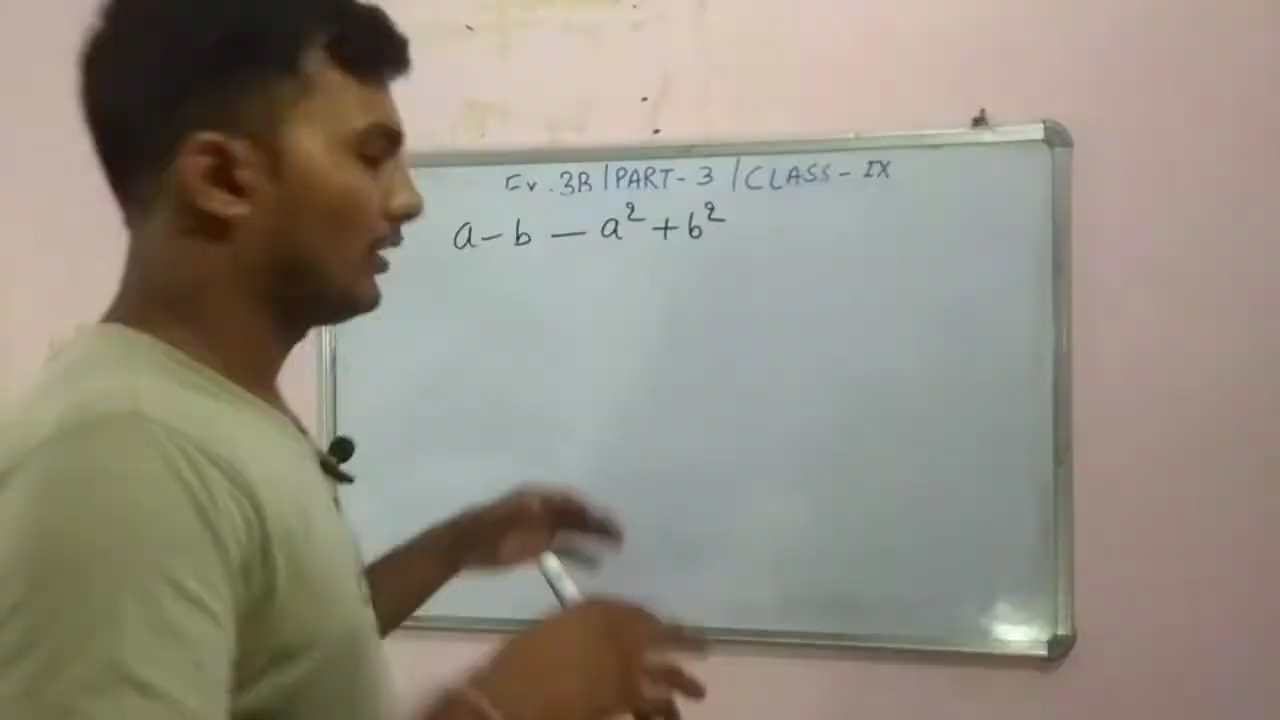 Ex. 3B | PART - 3 | CLASS - IX
a - b - a² + b²